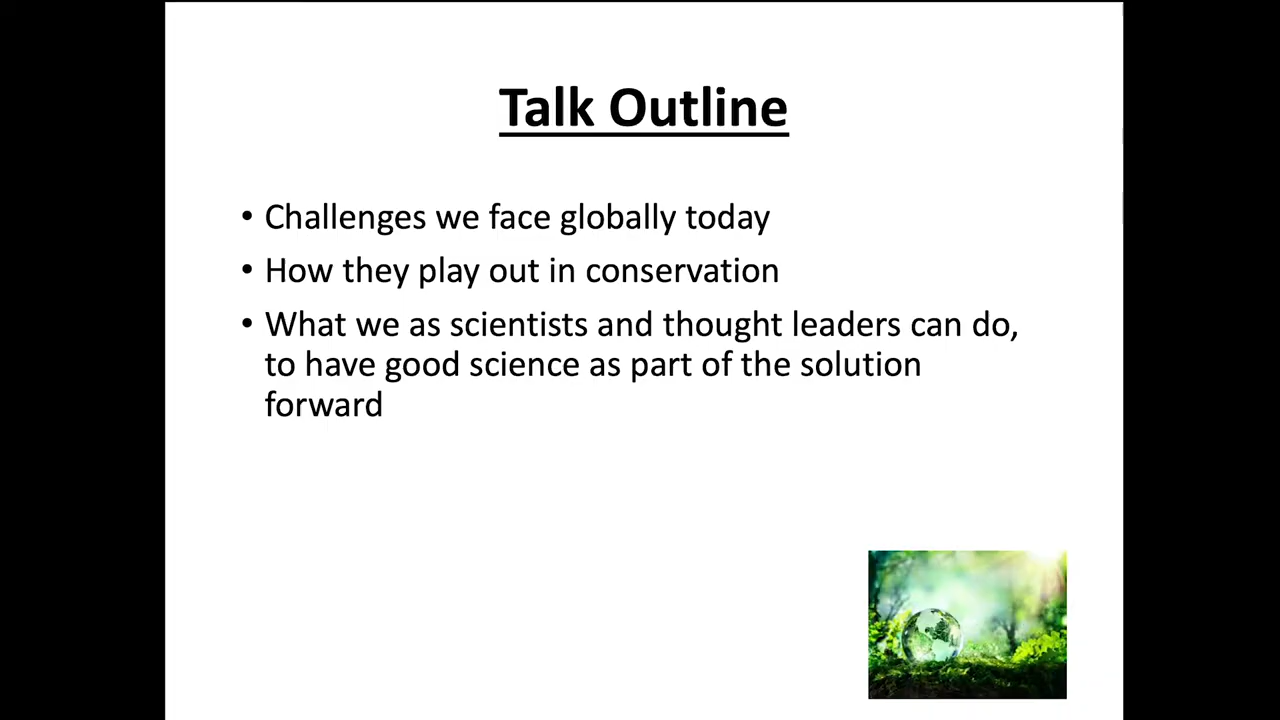 Talk Outline
• Challenges we face globally today
• How they play out in conservation
• What we as scientists and thought leaders can do,
to have good science as part of the solution
forward